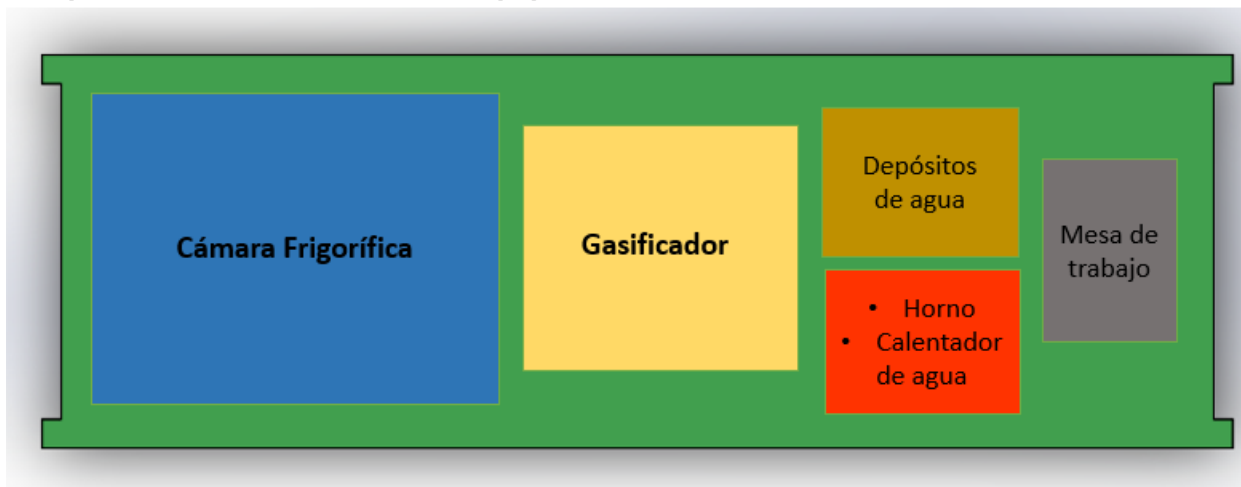 Cámara Frigorífica
Gasificador
Depósitos
de agua
• Horno
• Calentador
de agua
Mesa de
trabajo